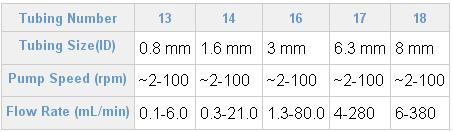 Tubing Number 13 14 16 17 18
Tubing Size(ID) 0.8 mm 1.6 mm 3 mm 6.3 mm 8 mm
Pump Speed (rpm) ~2-100 ~2-100 ~2-100 ~2-100 ~2-100
Flow Rate (mL/min) 0.1-6.0 0.3-21.0 1.3-80.0 4-280 6-380